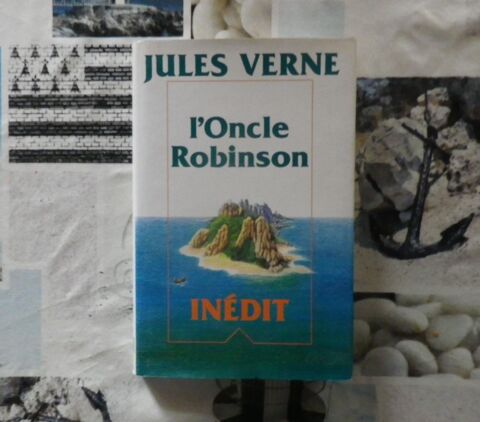 JULES VERNE
l'Oncle
Robinson
INÉDIT